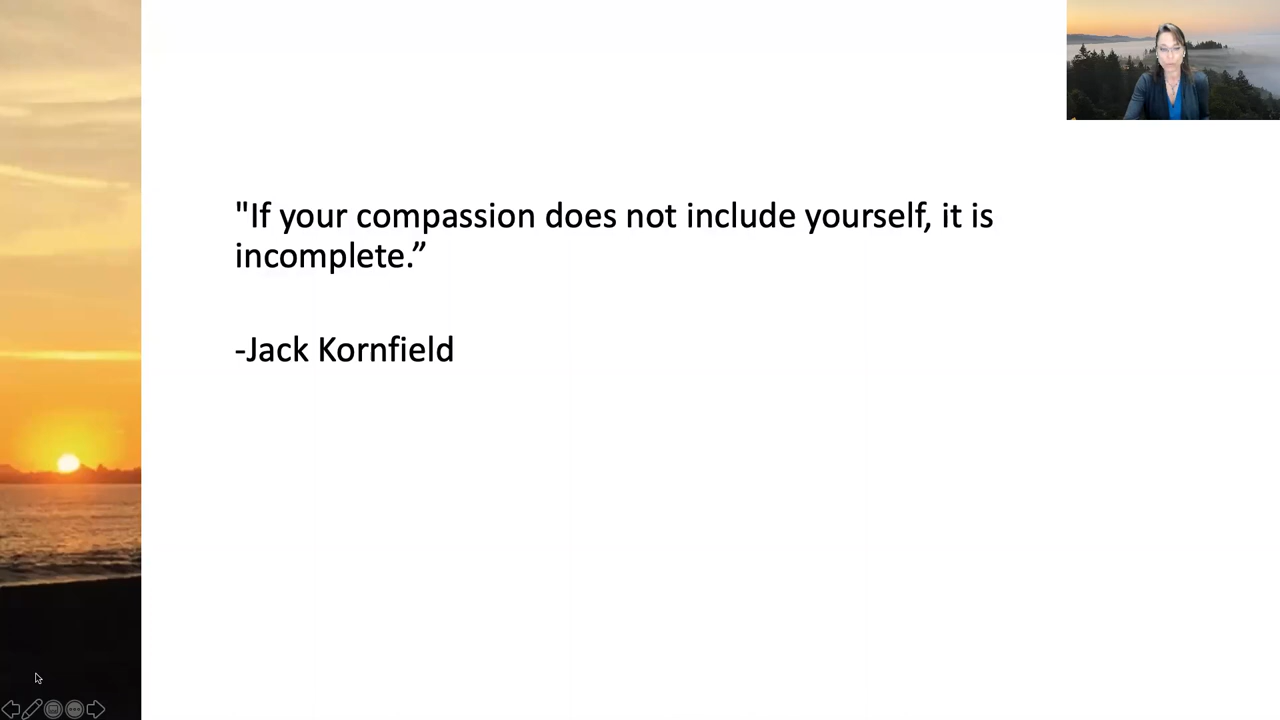 "If your compassion does not include yourself, it is
incomplete.”
-Jack Kornfield